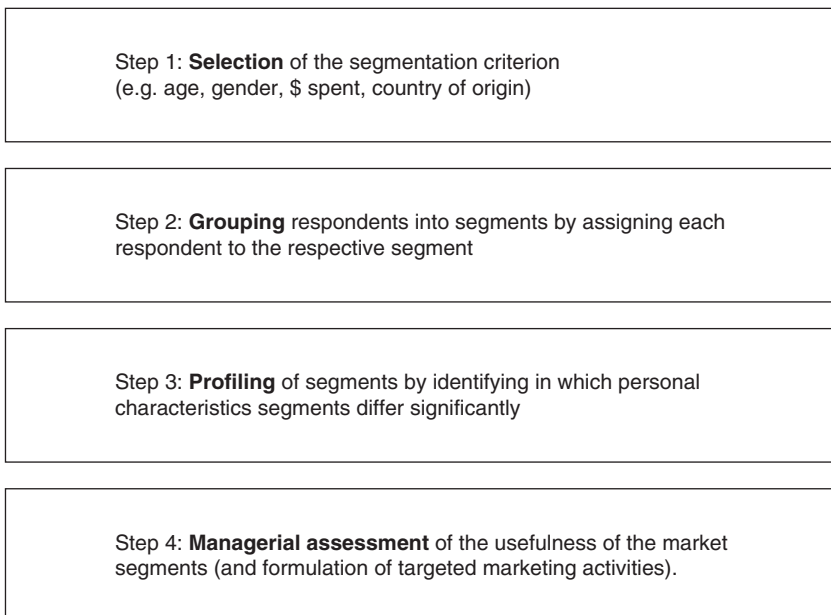 Step 1: Selection of the segmentation criterion
(e.g. age, gender, $ spent, country of origin)
Step 2: Grouping respondents into segments by assigning each
respondent to the respective segment
Step 3: Profiling of segments by identifying in which personal
characteristics segments differ significantly
Step 4: Managerial assessment of the usefulness of the market
segments (and formulation of targeted marketing activities).